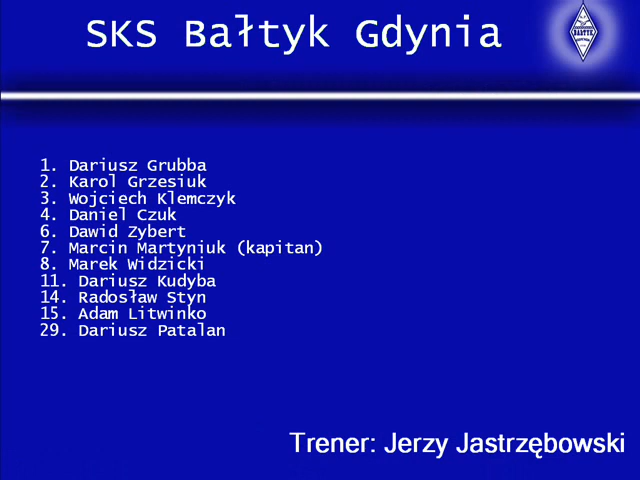 SKS Bałtyk Gdynia
BAŁTYK
1. Dariusz Grubba
2. Karol Grzesiuk
3. Wojciech Klemczyk
4. Daniel Czuk
6. Dawid Zybert
7. Marcin Martyniuk (kapitan)
8. Marek Widzicki
11. Dariusz Kudyba
14. Radosław Styn
15. Adam Litwinko
29. Dariusz Patalan
Trener: Jerzy Jastrzębowski